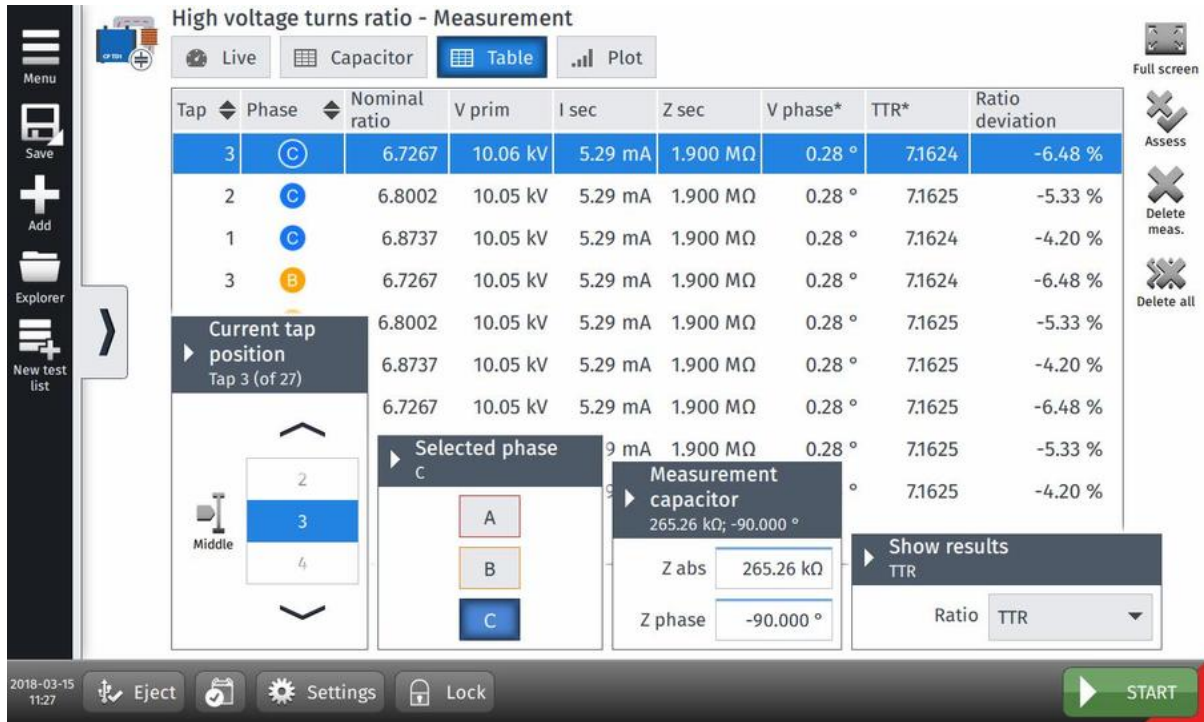 High voltage turns ratio - Measurement
Menu
Save
Add
Explorer
New test
list
CP TD1
Live
Capacitor
Table
Plot
Full screen
Assess
Delete
meas.
Delete all
Tap Phase Nominal ratio V prim I sec Z sec V phase* TTR* Ratio deviation
3 C 6.7267 10.06 kV 5.29 mA 1.900 MΩ 0.28 ° 7.1624 -6.48 %
2 C 6.8002 10.05 kV 5.29 mA 1.900 MΩ 0.28 ° 7.1625 -5.33 %
1 C 6.8737 10.05 kV 5.29 mA 1.900 MΩ 0.28 ° 7.1624 -4.20 %
3 B 6.7267 10.05 kV 5.29 mA 1.900 MΩ 0.28 ° 7.1624 -6.48 %
6.8002 10.05 kV 5.29 mA 1.900 MΩ 0.28 ° 7.1625 -5.33 %
6.8737 10.05 kV 5.29 mA 1.900 MΩ 0.28 ° 7.1625 -4.20 %
6.7267 10.05 kV 5.29 mA 1.900 MΩ 0.28 ° 7.1625 -6.48 %
9 mA 1.900 MΩ 0.28 ° 7.1625 -5.33 %
° 7.1625 -4.20 %
Current tap
position
Tap 3 (of 27)
2
3
4
Middle
Selected phase
C
A
B
C
Measurement
capacitor
265.26 kΩ; -90.000 °
Z abs 265.26 kΩ
Z phase -90.000 °
Show results
TTR
Ratio TTR
2018-03-15
11:27
Eject
Settings
Lock
START